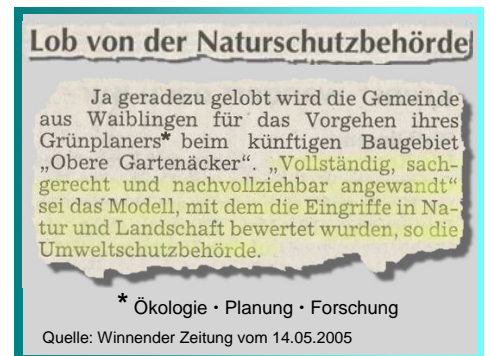 Lob von der Naturschutzbehörde
Ja geradezu gelobt wird die Gemeinde
aus Waiblingen für das Vorgehen ihres
Grünplaners* beim künftigen Baugebiet
„Obere Gartenäcker“. „Vollständig, sach-
gerecht und nachvollziehbar angewandt“
sei das Modell, mit dem die Eingriffe in Na-
tur und Landschaft bewertet wurden, so die
Umweltschutzbehörde.
* Ökologie · Planung · Forschung
Quelle: Winnender Zeitung vom 14.05.2005